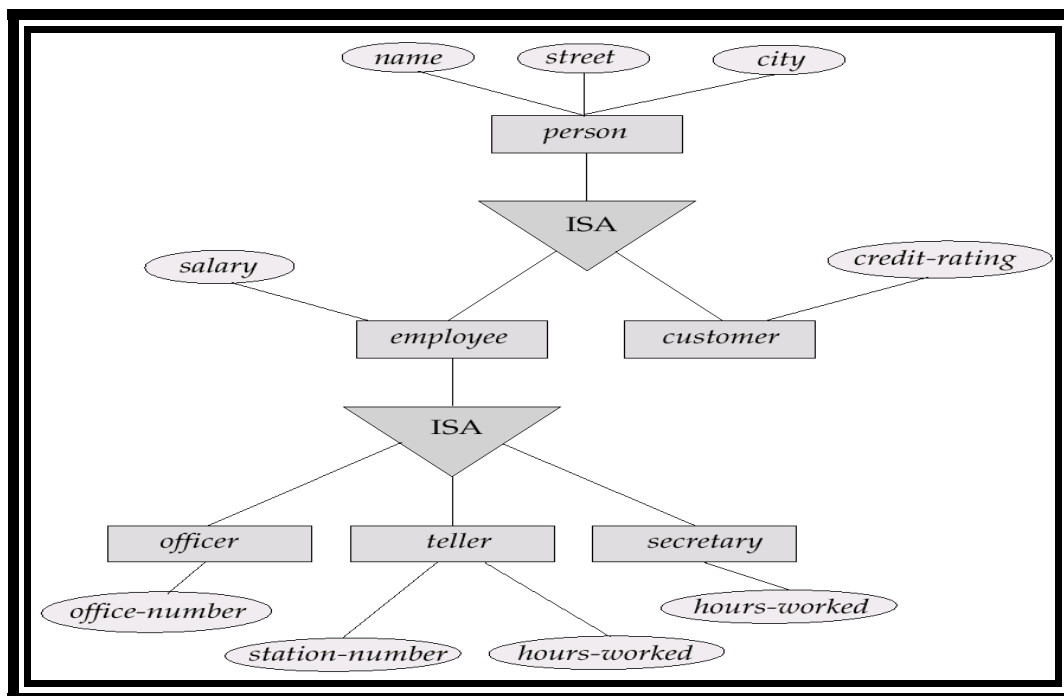 name
street
city
person
ISA
salary
credit-rating
employee
customer
ISA
officer
teller
secretary
office-number
hours-worked
station-number
hours-worked